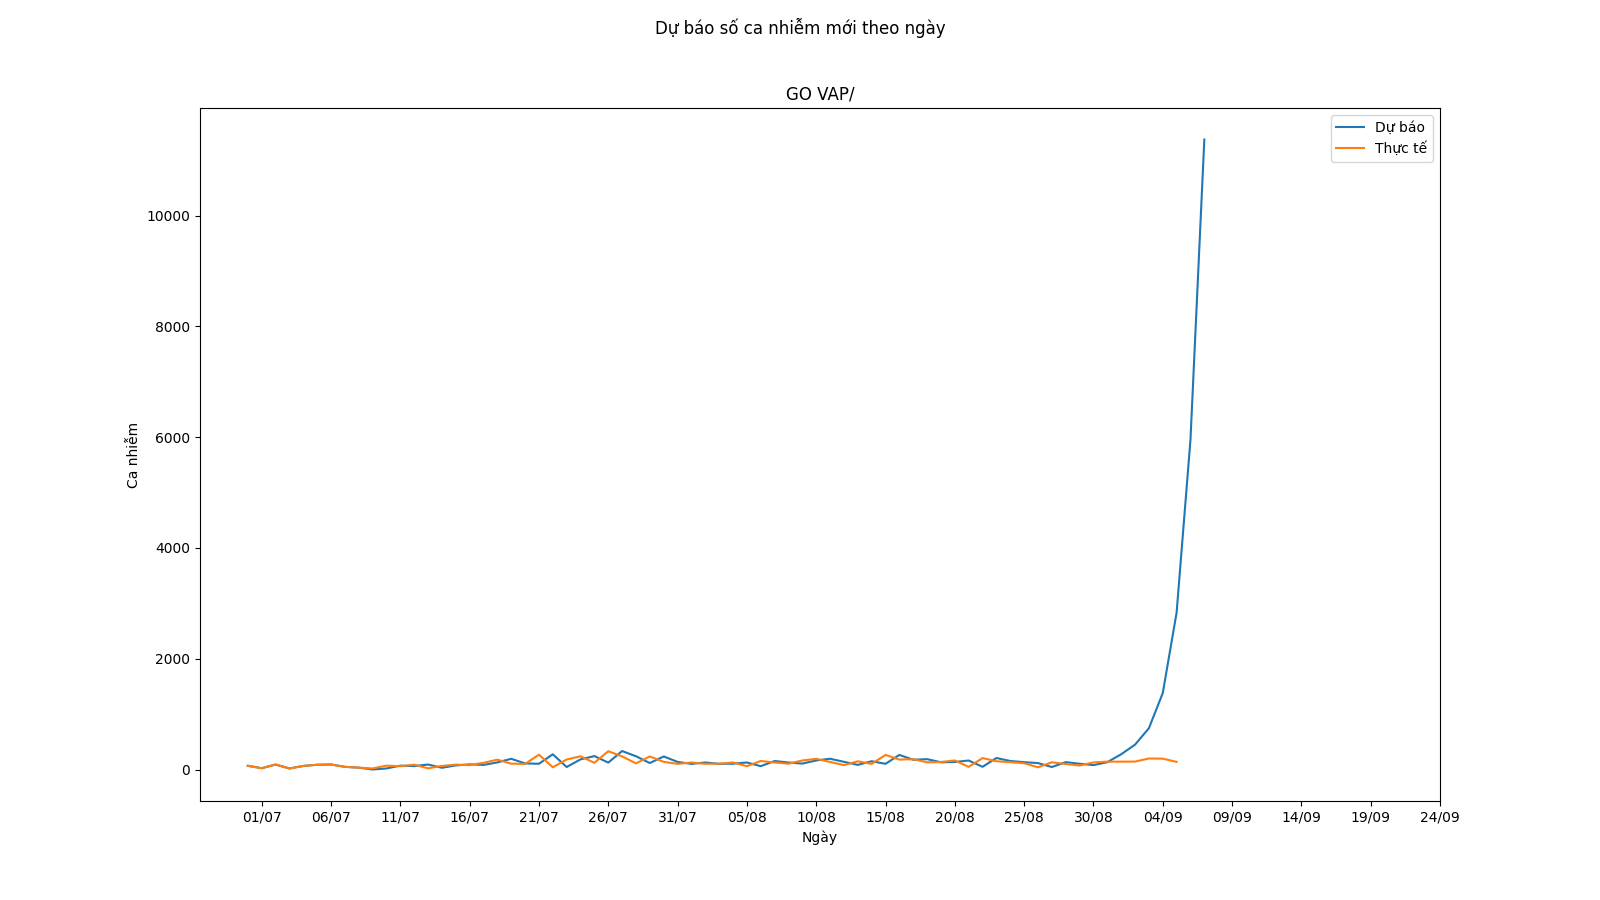 Dự báo số ca nhiễm mới theo ngày
GO VAP/
Dự báo
Thực tế
10000
8000
6000
4000
2000
0
Ca nhiễm
01/07 06/07 11/07 16/07 21/07 26/07 31/07 05/08 10/08 15/08 20/08 25/08 30/08 04/09 09/09 14/09 19/09 24/09
Ngày